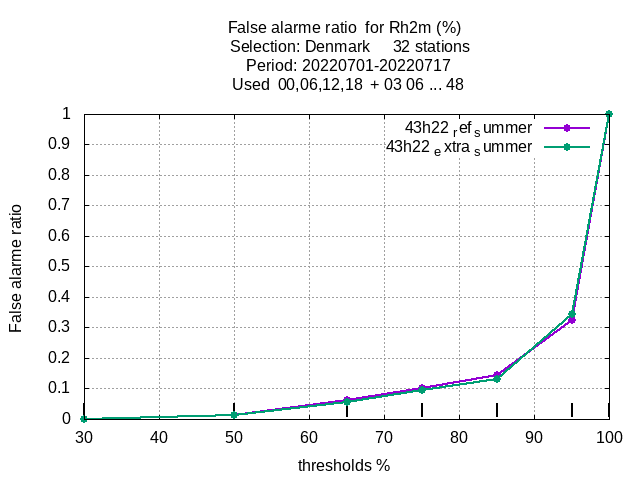 False alarme ratio for Rh2m (%)
Selection: Denmark 32 stations
Period: 20220701-20220717
Used 00,06,12,18 + 03 06 ... 48
43h22 ref summer
43h22 extra summer
1
0.9
0.8
0.7
0.6
0.5
0.4
0.3
0.2
0.1
0
False alarme ratio
30 40 50 60 70 80 90 100
thresholds %